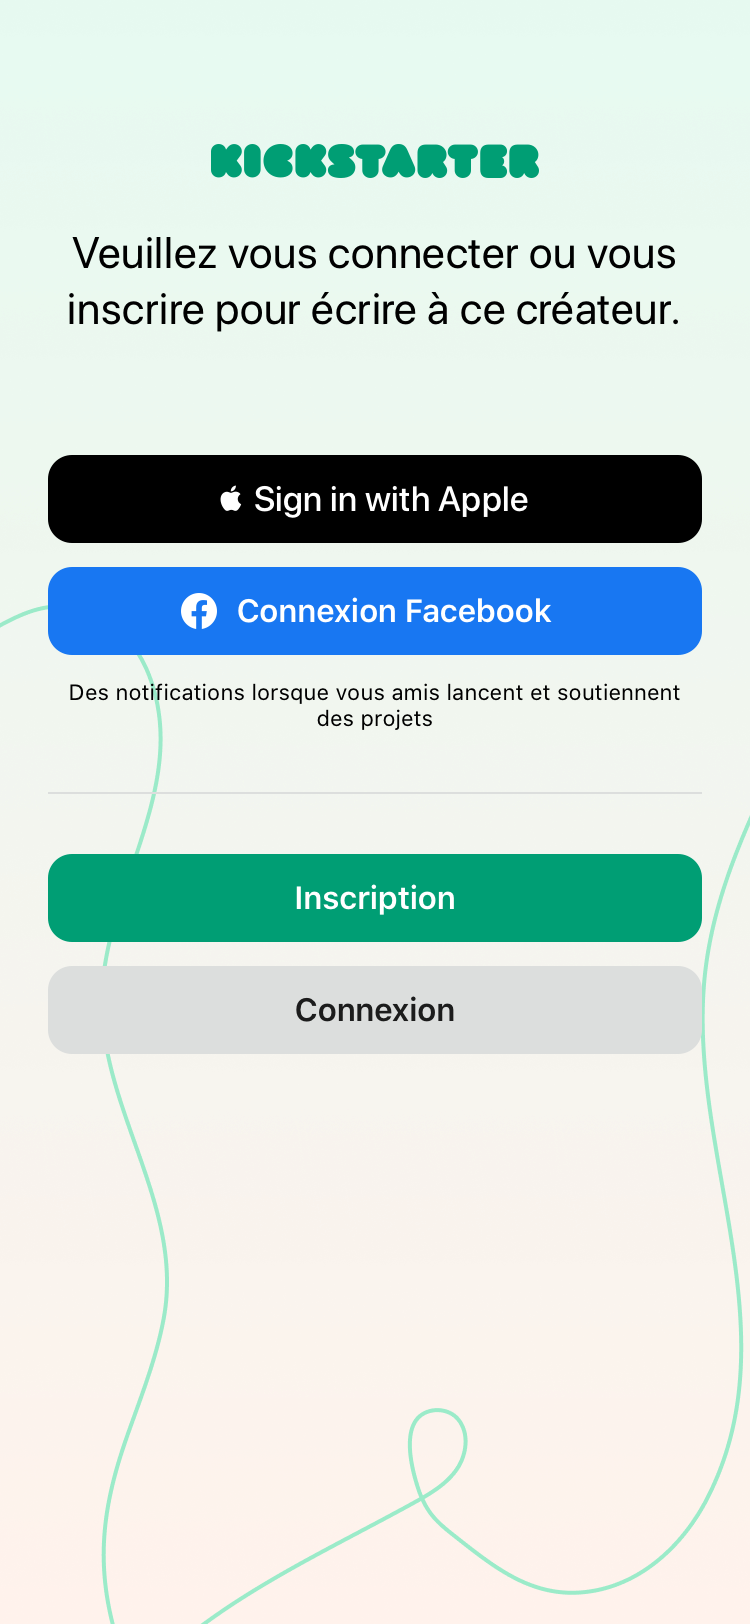 KICKSTARTER
Veuillez vous connecter ou vous
inscrire pour écrire à ce créateur.
Sign in with Apple
Connexion Facebook
Des notifications lorsque vous amis lancent et soutiennent
des projets
Inscription
Connexion